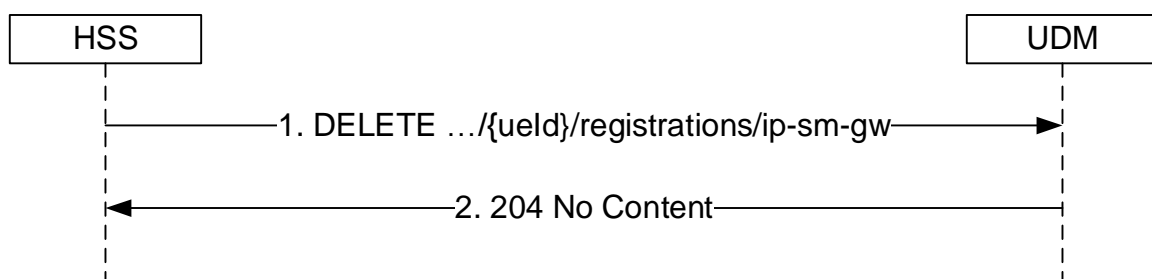 HSS
UDM
1. DELETE …/{ueId}/registrations/ip-sm-gw
2. 204 No Content